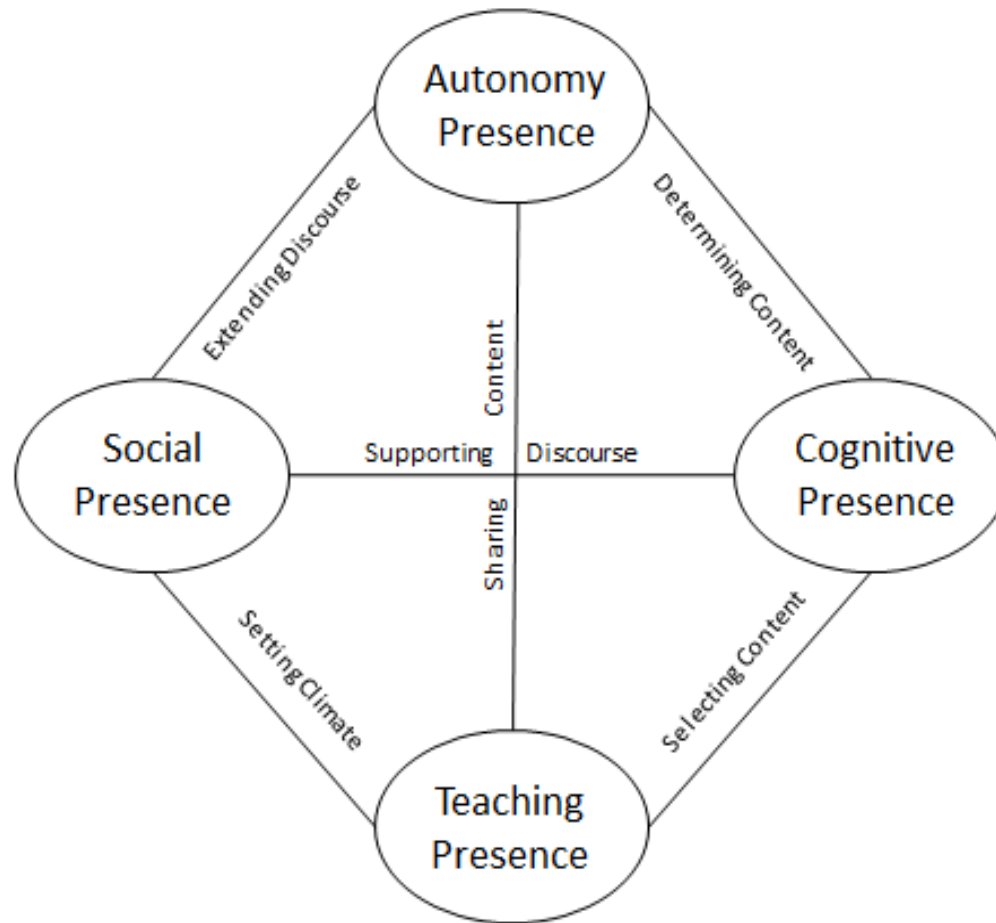 Autonomy
Presence
Extending Discourse
Determining Content
Sharing Content
Social
Presence
Supporting Discourse
Cognitive
Presence
Setting Climate
Selecting Content
Teaching
Presence